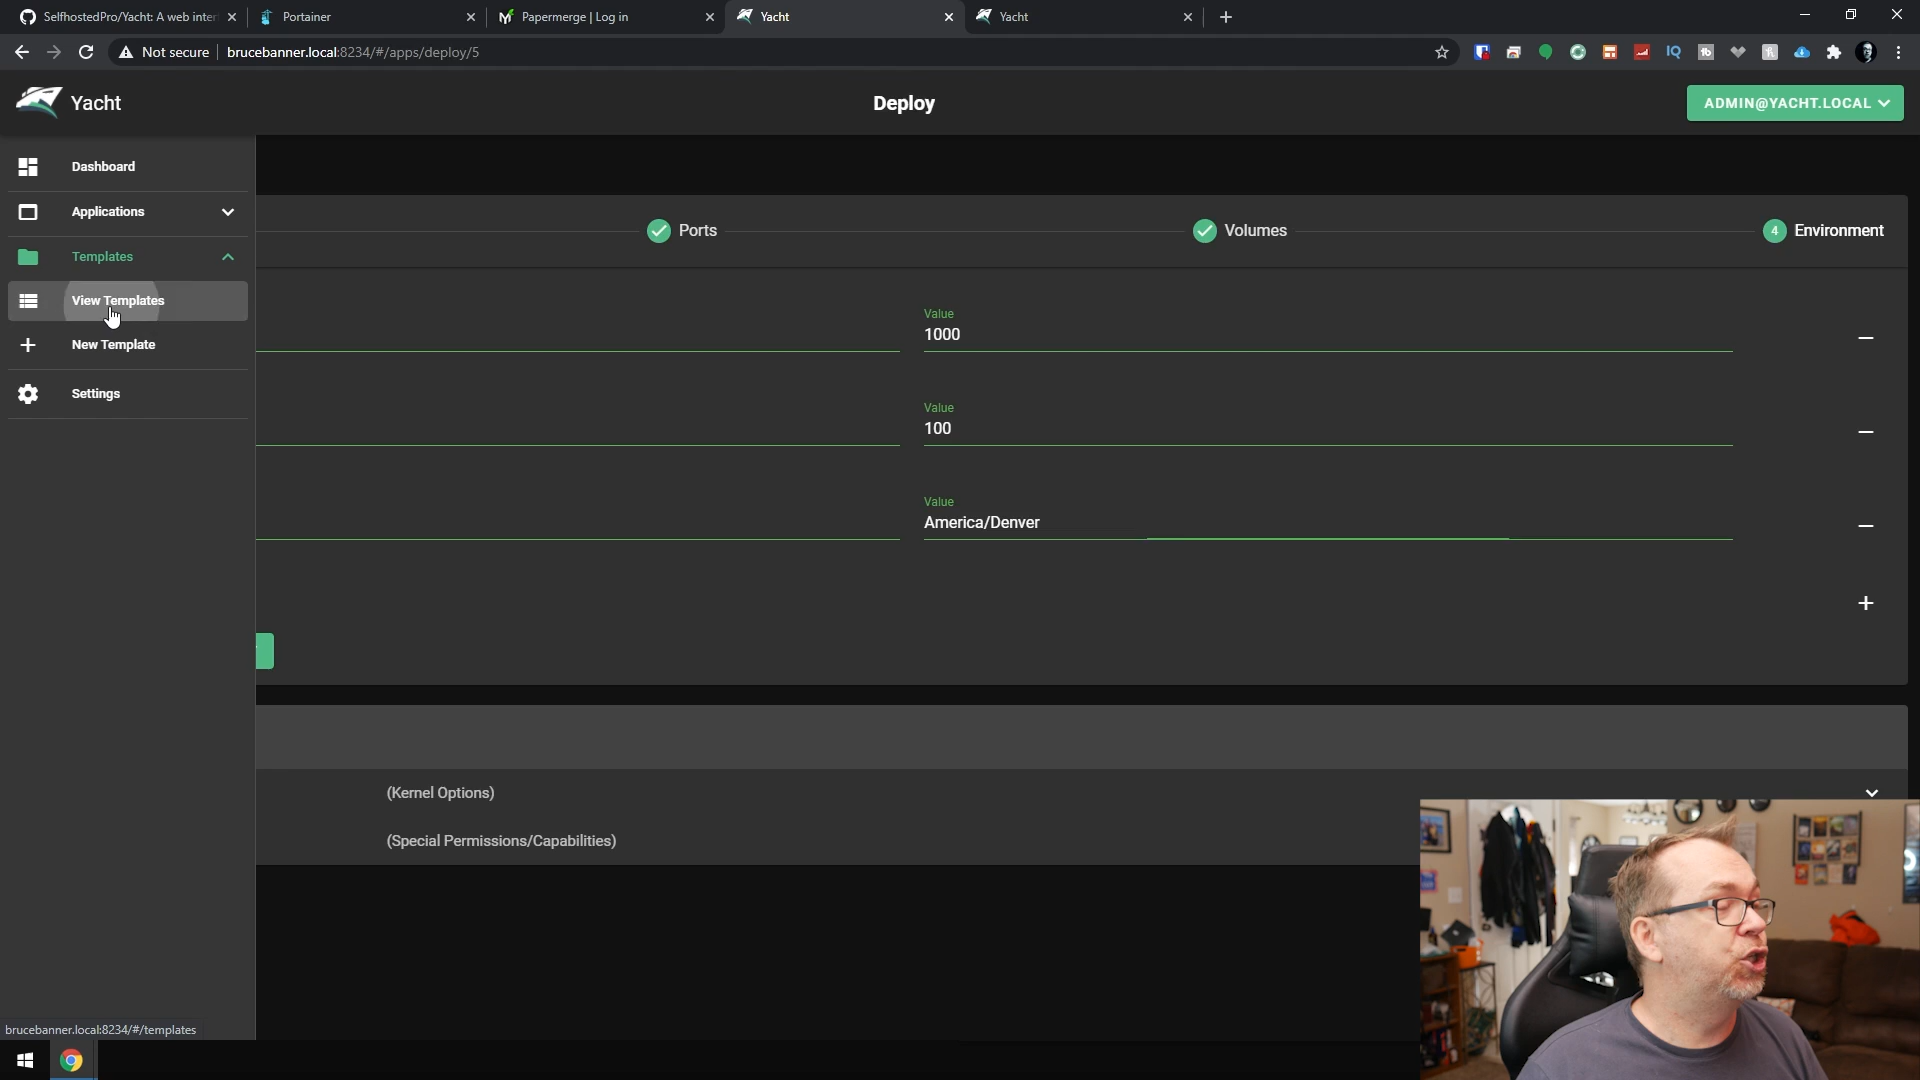 SelfhostedPro/Yacht: A web inter
Portainer
Papermerge | Log in
Yacht
Yacht
Not secure
brucebanner.local:8234/#/apps/deploy/5
Yacht
Deploy
ADMIN@YACHT.LOCAL
Dashboard
Applications
Templates
View Templates
New Template
Settings
Ports
Volumes
4 Environment
Value
1000
Value
100
Value
America/Denver
(Kernel Options)
(Special Permissions/Capabilities)
brucebanner.local:8234/#/templates